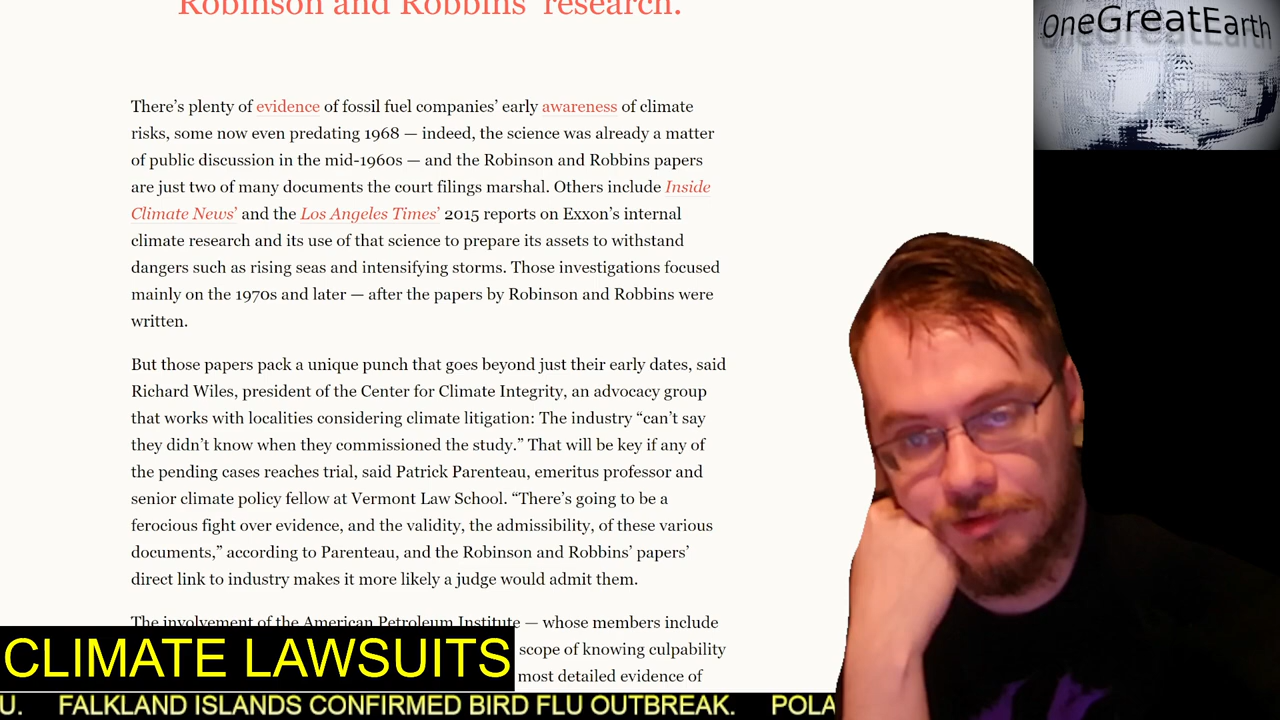 Robinson and Robbins' research.
OneGreatEarth
There's plenty of evidence of fossil fuel companies' early awareness of climate
risks, some now even predating 1968 — indeed, the science was already a matter
of public discussion in the mid-1960s — and the Robinson and Robbins papers
are just two of many documents the court filings marshal. Others include Inside
Climate News' and the Los Angeles Times' 2015 reports on Exxon's internal
climate research and its use of that science to prepare its assets to withstand
dangers such as rising seas and intensifying storms. Those investigations focused
mainly on the 1970s and later — after the papers by Robinson and Robbins were
written.
But those papers pack a unique punch that goes beyond just their early dates, said
Richard Wiles, president of the Center for Climate Integrity, an advocacy group
that works with localities considering climate litigation: The industry “can't say
they didn't know when they commissioned the study.” That will be key if any of
the pending cases reaches trial, said Patrick Parenteau, emeritus professor and
senior climate policy fellow at Vermont Law School. “There's going to be a
ferocious fight over evidence, and the validity, the admissibility, of these various
documents,” according to Parenteau, and the Robinson and Robbins' papers'
direct link to industry makes it more likely a judge would admit them.
The involvement of the American Petroleum Institute — whose members include
scope of knowing culpability
most detailed evidence of
CLIMATE LAWSUITS
U. FALKLAND ISLANDS CONFIRMED BIRD FLU OUTBREAK. POLA